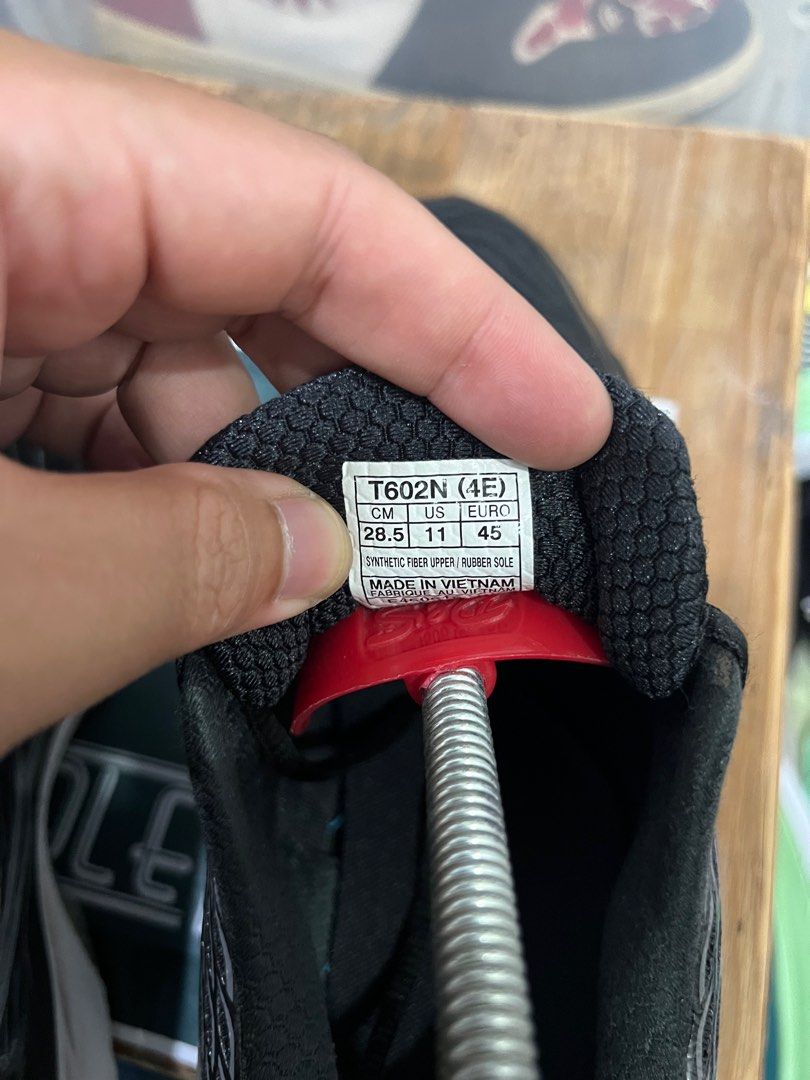 T602N (4E)
CM US EURO
28.5 11 45
SYNTHETIC FIBER UPPER / RUBBER SOLE
MADE IN VIETNAM
FABRIQUE AU VIETNAM